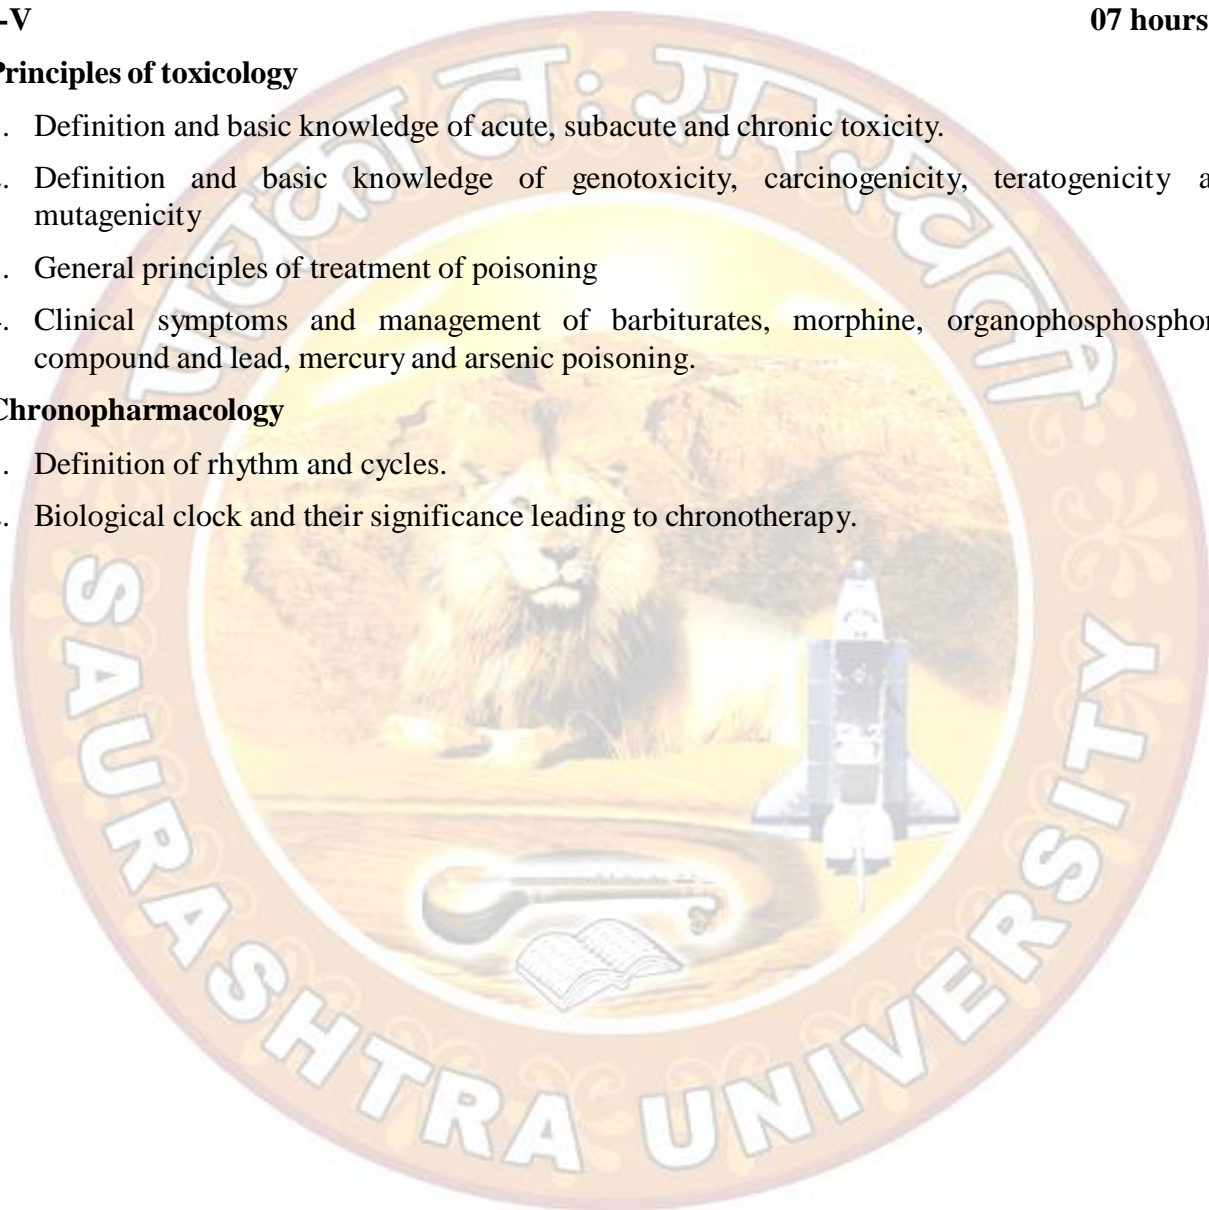 -V 07 hours
Principles of toxicology
. Definition and basic knowledge of acute, subacute and chronic toxicity.
. Definition and basic knowledge of genotoxicity, carcinogenicity, teratogenicity a
mutagenicity
. General principles of treatment of poisoning
. Clinical symptoms and management of barbiturates, morphine, organophosphosphor
compound and lead, mercury and arsenic poisoning.
Chronopharmacology
. Definition of rhythm and cycles.
. Biological clock and their significance leading to chronotherapy.
पावका नः सरस्वती
SAURASHTRA UNIVERSITY